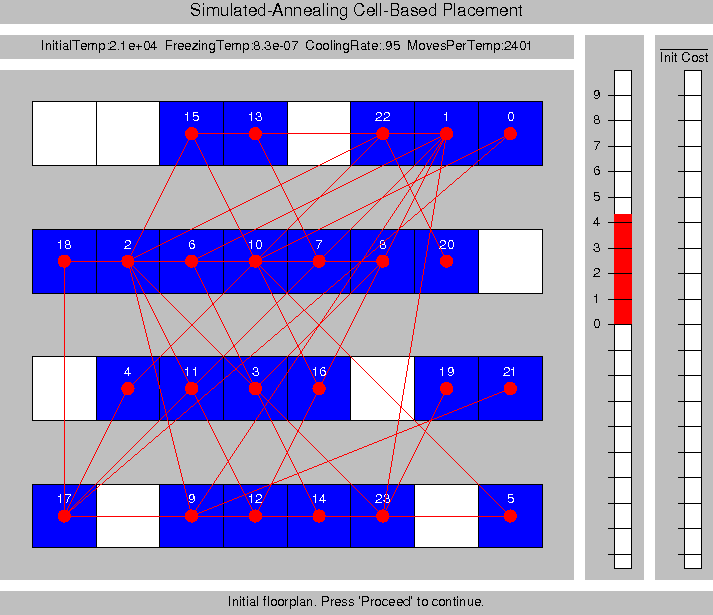 Simulated-Annealing Cell-Based Placement
InitialTemp:2.1e+04 FreezingTemp:8.3e-07 CoolingRate:.95 MovesPerTemp:2401
Init Cost
15 13 22 1 0
18 2 6 10 7 8 20
4 11 3 16 19 21
17 9 12 14 23 5
9
8
7
6
5
4
3
2
1
0
Initial floorplan. Press 'Proceed' to continue.